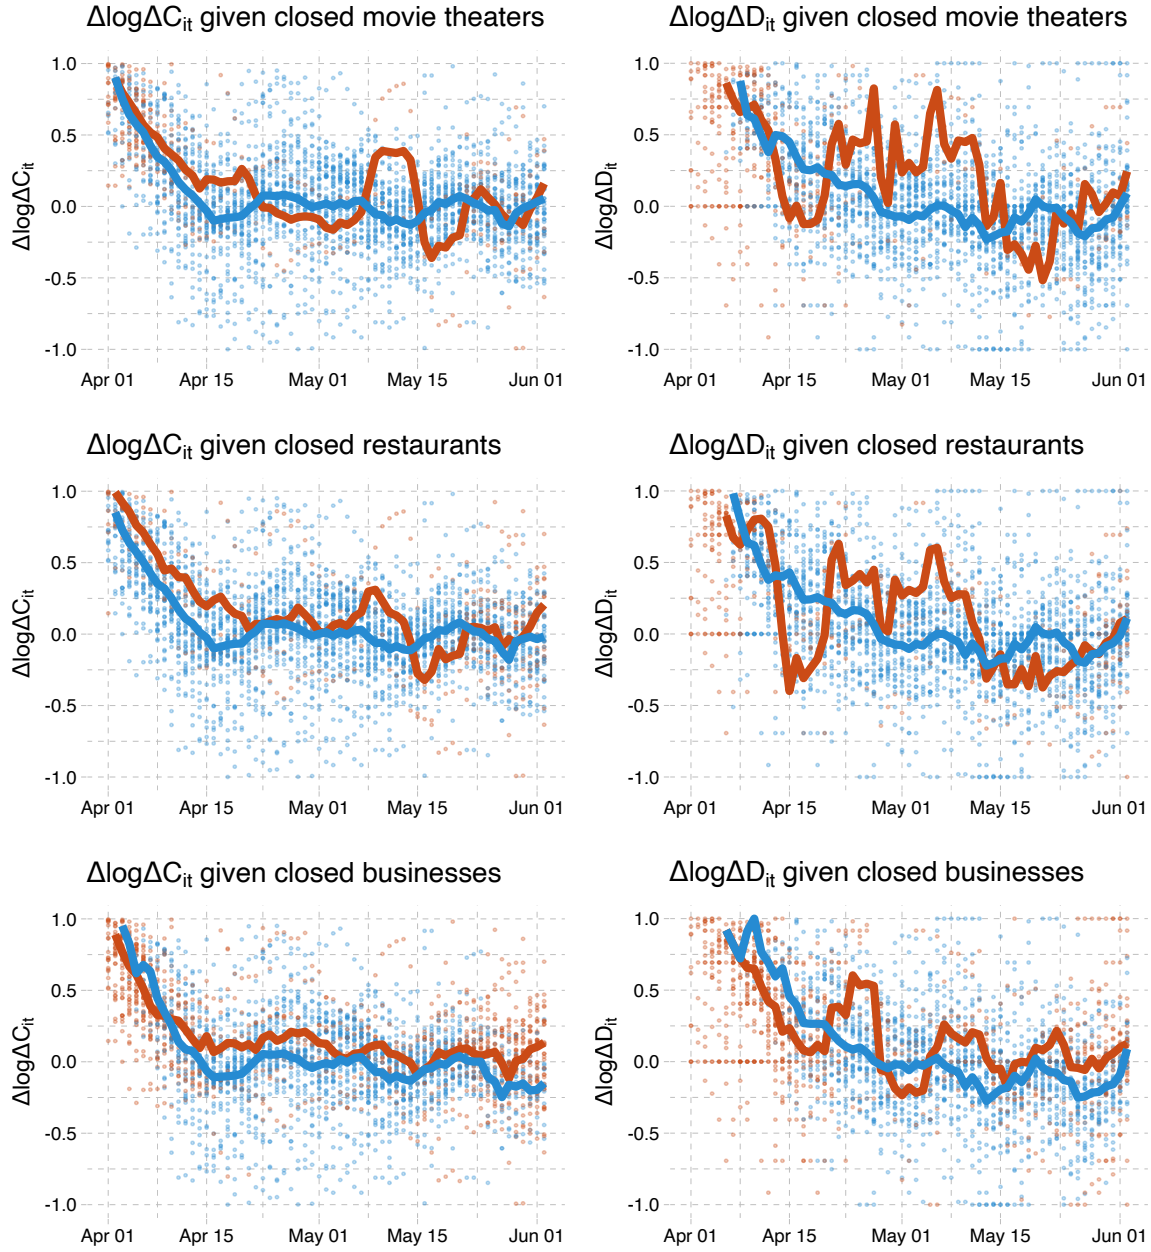 ΔlogΔCit given closed movie theaters
ΔlogΔDit given closed movie theaters
ΔlogΔCit
1.0
0.5
0.0
-0.5
-1.0
Apr 01 Apr 15 May 01 May 15 Jun 01
ΔlogΔDit
1.0
0.5
0.0
-0.5
-1.0
Apr 01 Apr 15 May 01 May 15 Jun 01
ΔlogΔCit given closed restaurants
ΔlogΔDit given closed restaurants
ΔlogΔCit
1.0
0.5
0.0
-0.5
-1.0
Apr 01 Apr 15 May 01 May 15 Jun 01
ΔlogΔDit
1.0
0.5
0.0
-0.5
-1.0
Apr 01 Apr 15 May 01 May 15 Jun 01
ΔlogΔCit given closed businesses
ΔlogΔDit given closed businesses
ΔlogΔCit
1.0
0.5
0.0
-0.5
-1.0
Apr 01 Apr 15 May 01 May 15 Jun 01
ΔlogΔDit
1.0
0.5
0.0
-0.5
-1.0
Apr 01 Apr 15 May 01 May 15 Jun 01